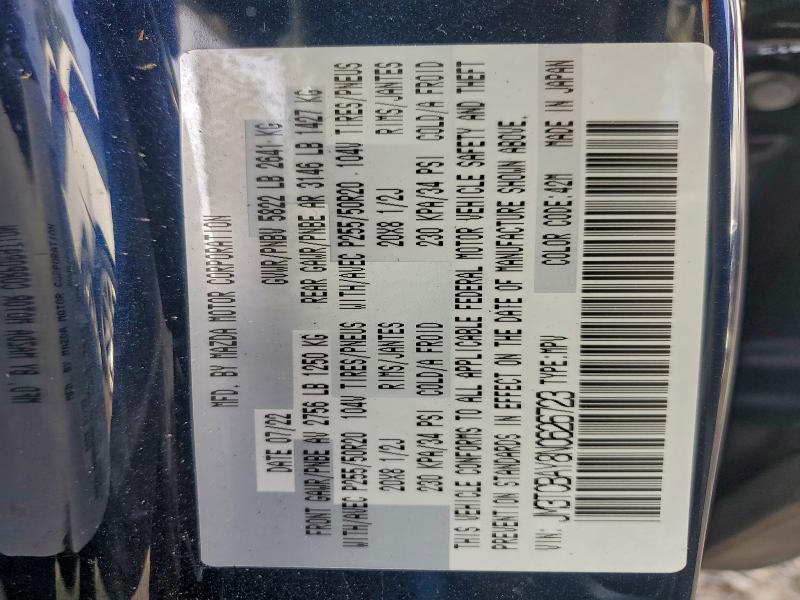 MFD. BY MAZDA MOTOR CORPORATION
DATE 07/22 GVWR/PNBV 5822 LB 2641 KG
FRONT GAWR/PNBE AV 2756 LB 1250 KG REAR GAWR/PNBE AR 3146 LB 1427 KG
WITH/AVEC P255/50R20 104V TIRES/PNEUS WITH/AVEC P255/50R20 104V TIRES/PNEUS
20X8 1/2J RIMS/JANTES 20X8 1/2J RIMS/JANTES
230 KPA/34 PSI COLD/A FROID 230 KPA/34 PSI COLD/A FROID
THIS VEHICLE CONFORMS TO ALL APPLICABLE FEDERAL MOTOR VEHICLE SAFETY AND THEFT
PREVENTION STANDARDS IN EFFECT ON THE DATE OF MANUFACTURE SHOWN ABOVE.
VIN: JM3TCBAY8N0626723 TYPE:MPV COLOR CODE:42M MADE IN JAPAN
MFD BY MAZDA MOTOR CORPORATION